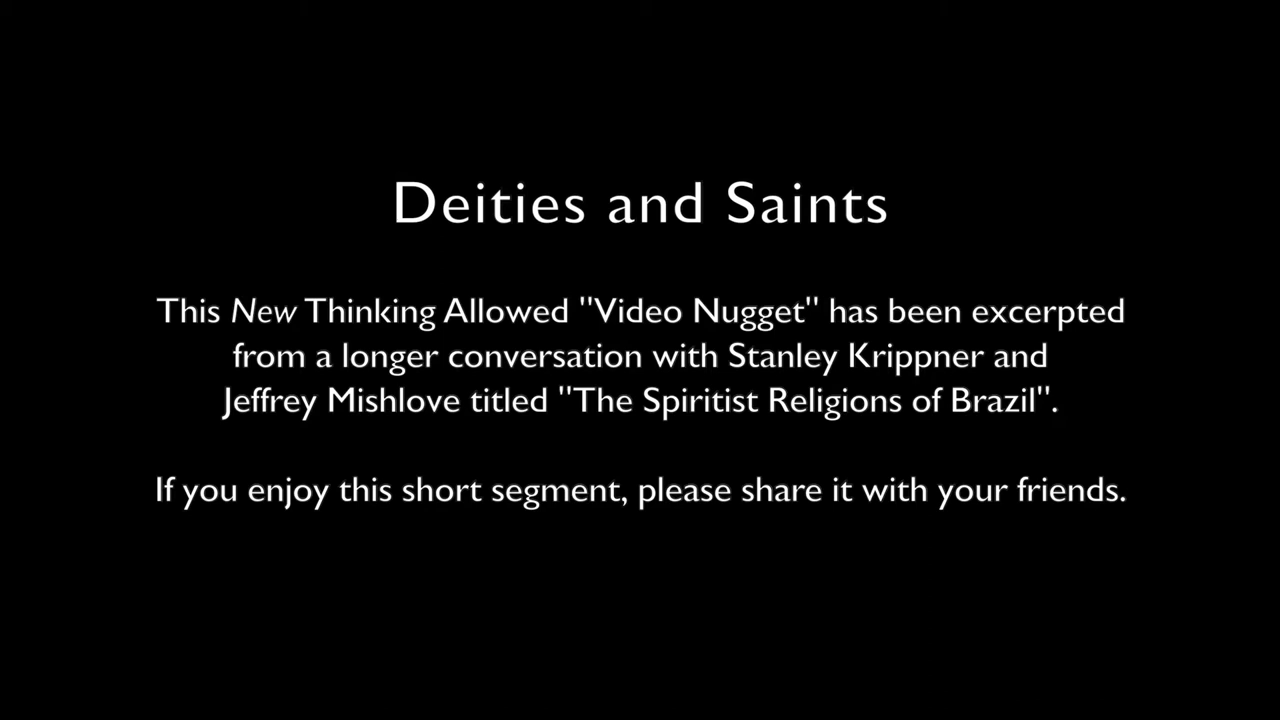 Deities and Saints
This New Thinking Allowed "Video Nugget" has been excerpted
from a longer conversation with Stanley Krippner and
Jeffrey Mishlove titled "The Spiritist Religions of Brazil".
If you enjoy this short segment, please share it with your friends.